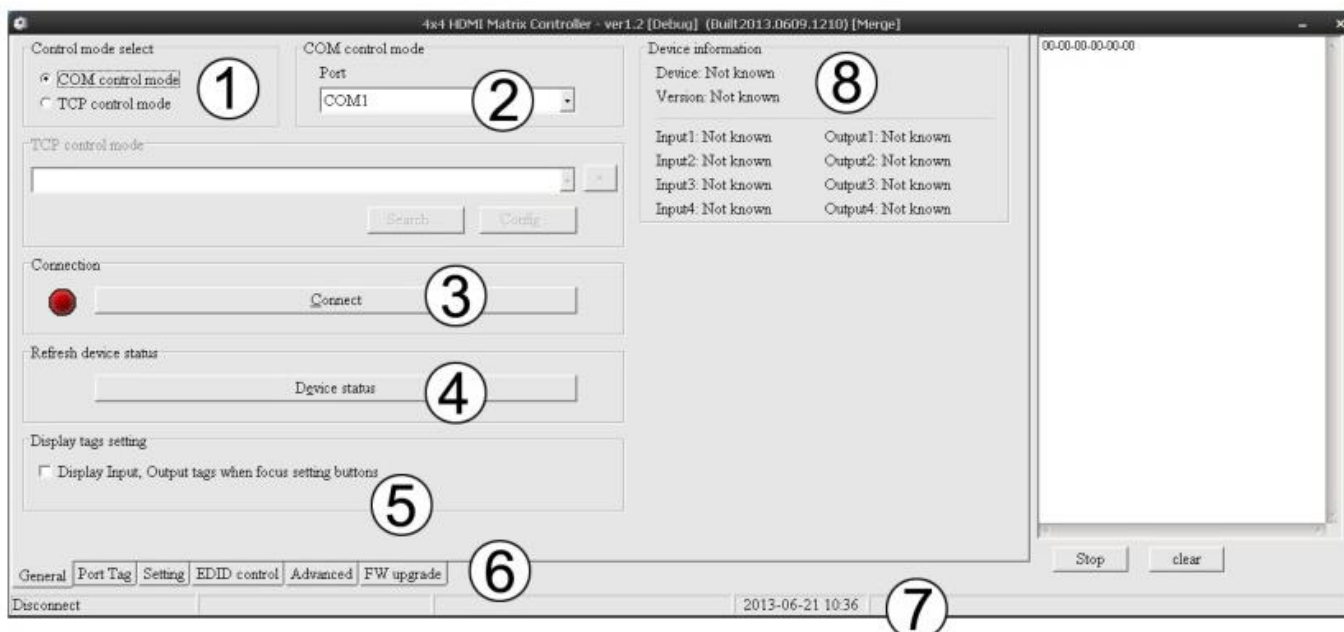 4x4 HDMI Matrix Controller - ver1.2 [Debug] (Built2013.0609.1210) [Merge]
Control mode select
COM control mode
TCP control mode
1
COM control mode
Port
COM1
2
Device information
Device: Not known
Version: Not known
8
Input1: Not known Output1: Not known
Input2: Not known Output2: Not known
Input3: Not known Output3: Not known
Input4: Not known Output4: Not known
00-00-00-00-00-00
TCP control mode
Search
Config
Connection
Connect
3
Refresh device status
Device status
4
Display tags setting
Display Input, Output tags when focus setting buttons
5
General Port Tag Setting EDID control Advanced FW upgrade
6
Stop clear
Disconnect 2013-06-21 10:36
7